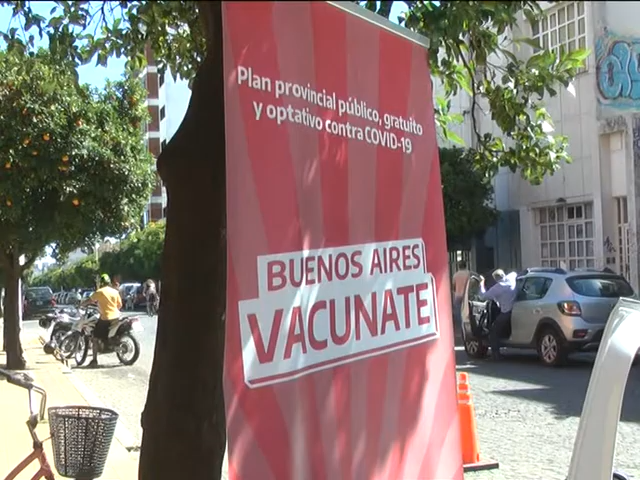 Plan provincial público, gratuito
y optativo contra COVID-19
BUENOS AIRES
VACUNATE